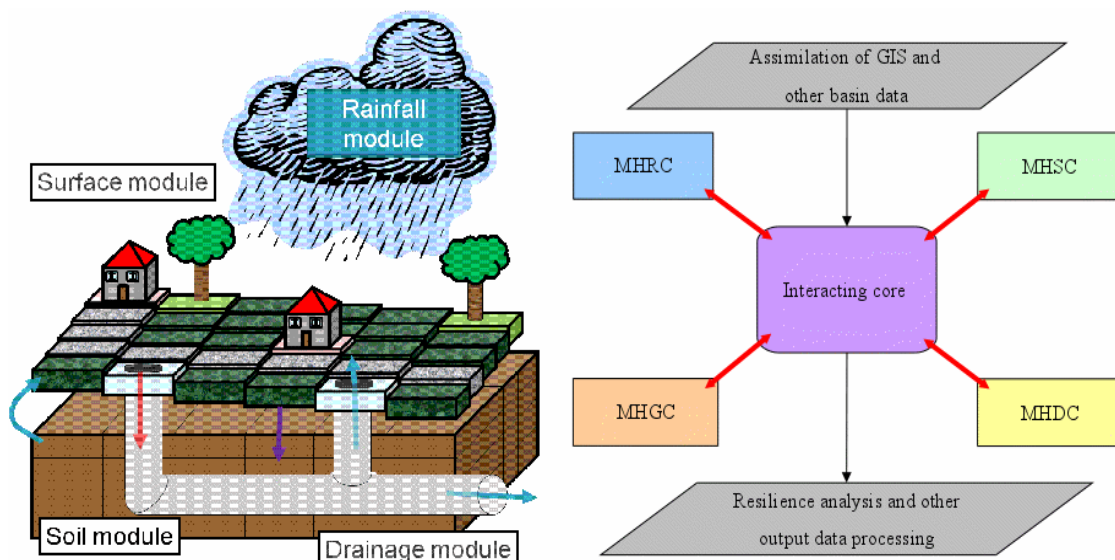 Rainfall
module
Surface module
Soil module
Drainage module
Assimilation of GIS and
other basin data
MHRC
MHSC
Interacting core
MHGC
MHDC
Resilience analysis and other
output data processing